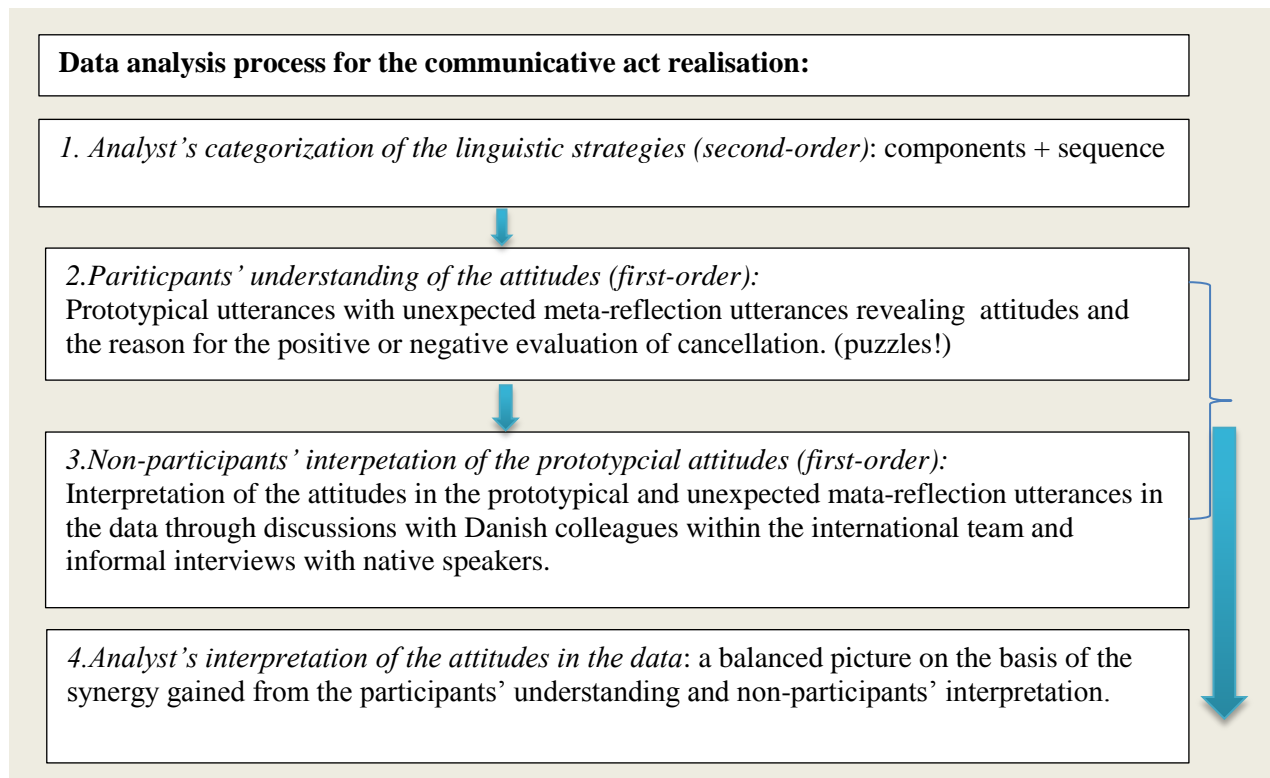 Data analysis process for the communicative act realisation:
1. Analyst’s categorization of the linguistic strategies (second-order): components + sequence
2.Pariticpants’ understanding of the attitudes (first-order):
Prototypical utterances with unexpected meta-reflection utterances revealing attitudes and
the reason for the positive or negative evaluation of cancellation. (puzzles!)
3.Non-participants’ interpetation of the prototypcial attitudes (first-order):
Interpretation of the attitudes in the prototypical and unexpected mata-reflection utterances in
the data through discussions with Danish colleagues within the international team and
informal interviews with native speakers.
4.Analyst’s interpretation of the attitudes in the data: a balanced picture on the basis of the
synergy gained from the participants’ understanding and non-participants’ interpretation.